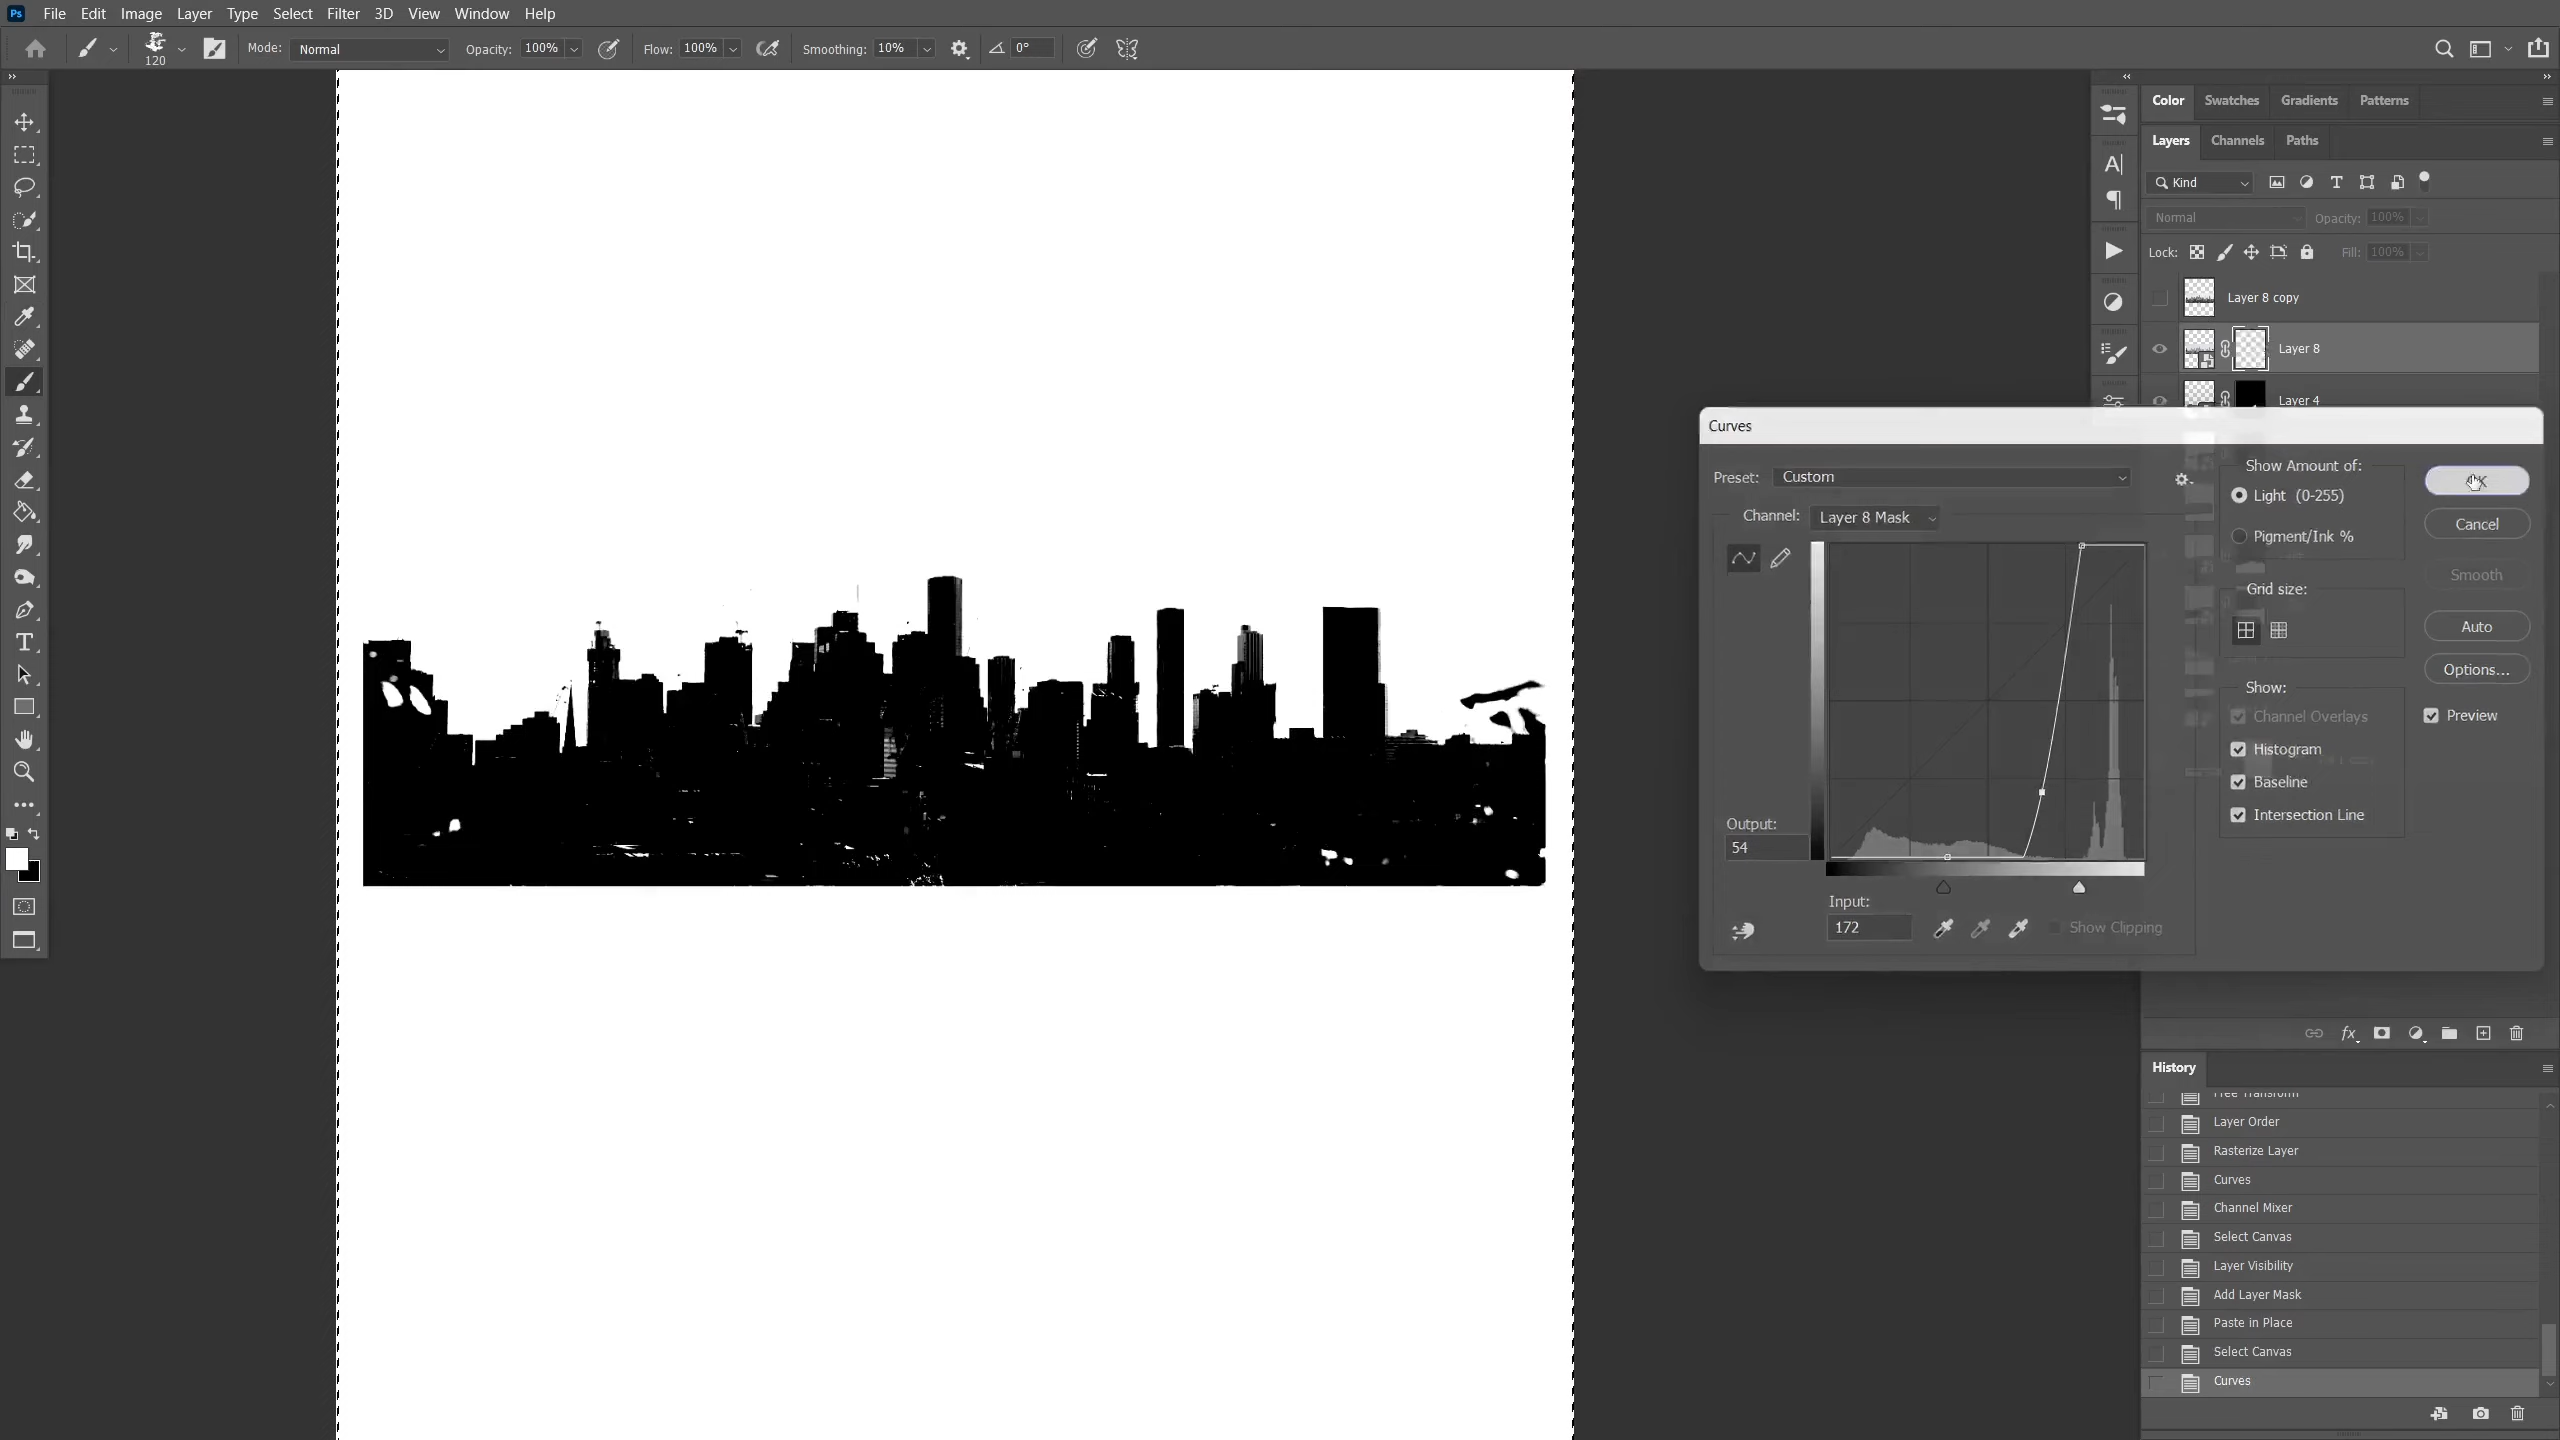 Ps File Edit Image Layer Type Select Filter 3D View Window Help
120 Mode: Normal Opacity: 100% Flow: 100% Smoothing: 10% 0°
Color Swatches Gradients Patterns
Layers Channels Paths
Kind
Normal Opacity: 100%
Lock: Fill: 100%
Layer 8 copy
Layer 8
Layer 4
Curves
Preset: Custom
Channel: Layer 8 Mask
Output:
54
Input:
172
Show Clipping
Show Amount of:
Light (0-255)
Pigment/Ink %
Grid size:
Show:
Channel Overlays
Histogram
Baseline
Intersection Line
Cancel
Smooth
Auto
Options...
Preview
fx
History
Free Transform
Layer Order
Rasterize Layer
Curves
Channel Mixer
Select Canvas
Layer Visibility
Add Layer Mask
Paste in Place
Select Canvas
Curves